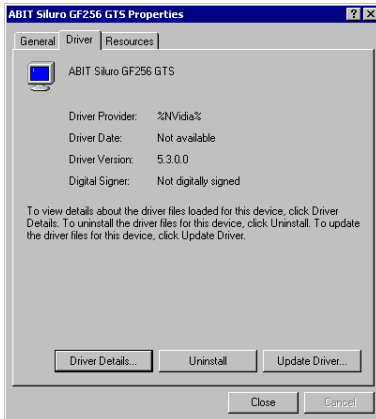 ABIT Siluro GF256 GTS Properties
General Driver Resources
ABIT Siluro GF256 GTS
Driver Provider: %NVidia%
Driver Date: Not available
Driver Version: 5.3.0.0
Digital Signer: Not digitally signed
To view details about the driver files loaded for this device, click Driver
Details. To uninstall the driver files for this device, click Uninstall. To update
the driver files for this device, click Update Driver.
Driver Details... Uninstall Update Driver...
Close Cancel